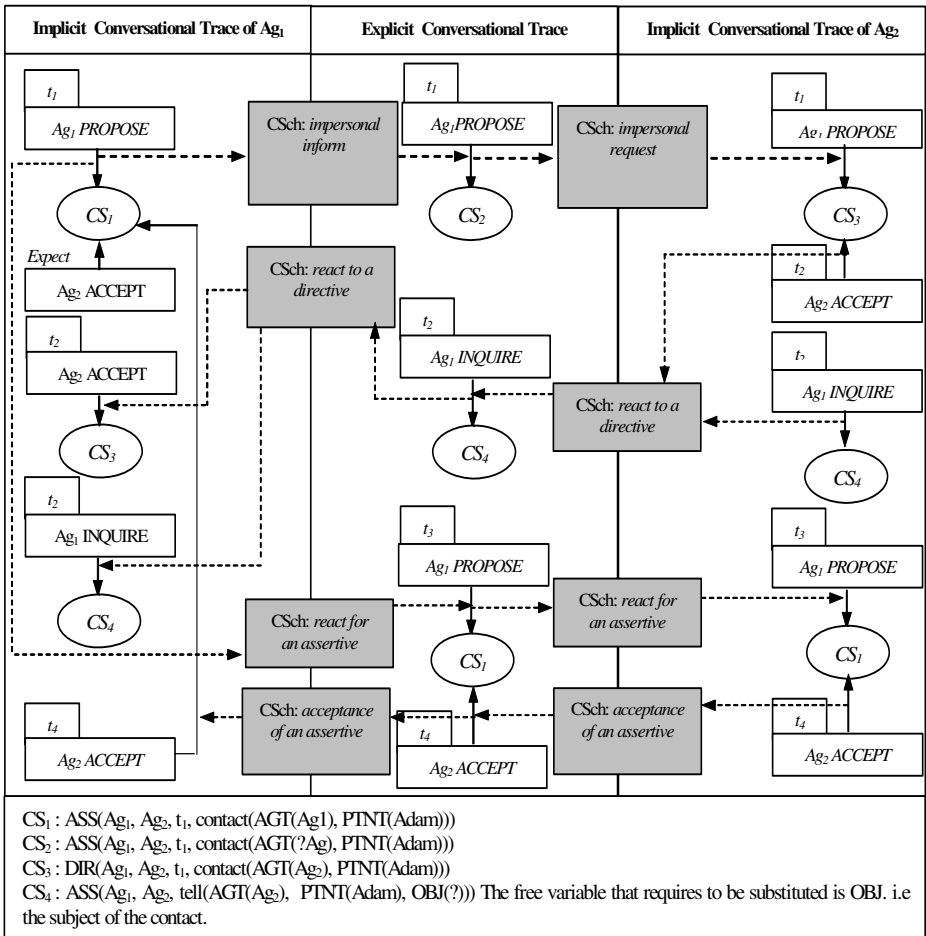 Implicit Conversational Trace of Ag1
Explicit Conversational Trace
Implicit Conversational Trace of Ag2
t1
Ag1 PROPOSE
CS1
Expect
Ag2 ACCEPT
t2
Ag2 ACCEPT
CS3
t2
Ag1 INQUIRE
CS4
t4
Ag2 ACCEPT
CSch: impersonal
inform
CSch: react to a
directive
CSch: react for
an assertive
CSch: acceptance
of an assertive
t1
Ag1PROPOSE
CS2
t2
Ag1 INQUIRE
CS4
t3
Ag1 PROPOSE
CS1
t4
Ag2 ACCEPT
CSch: impersonal
request
CSch: react to a
directive
CSch: react for
an assertive
CSch: acceptance
of an assertive
t1
Ag1 PROPOSE
CS3
t2
Ag2 ACCEPT
t2
Ag1 INQUIRE
CS4
t3
Ag1 PROPOSE
CS1
t4
Ag2 ACCEPT
CS1 : ASS(Ag1, Ag2, t1, contact(AGT(Ag1), PTNT(Adam)))
CS2 : ASS(Ag1, Ag2, t1, contact(AGT(?Ag), PTNT(Adam)))
CS3 : DIR(Ag1, Ag2, t1, contact(AGT(Ag2), PTNT(Adam)))
CS4 : ASS(Ag1, Ag2, tell(AGT(Ag2), PTNT(Adam), OBJ(?))) The free variable that requires to be substituted is OBJ. i.e
the subject of the contact.